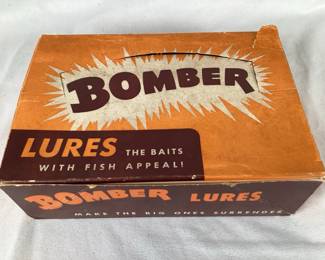 BOMBER
LURES THE BAITS
WITH FISH APPEAL!
BOMBER LURES
MAKE THE BIG ONES SURRENDER